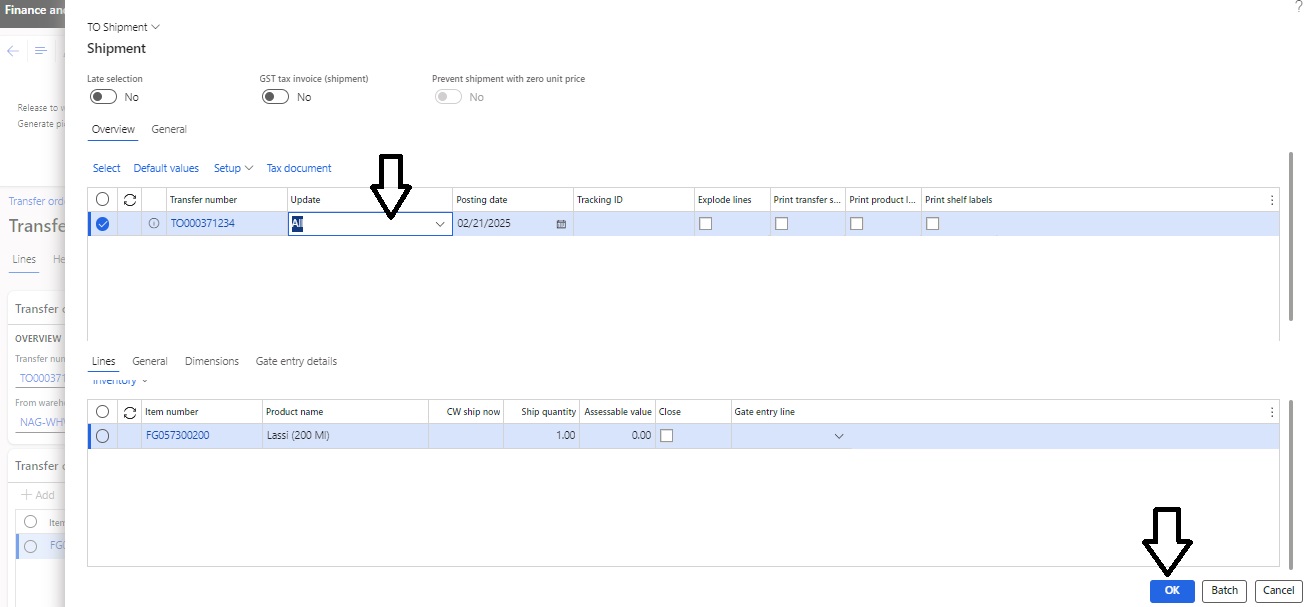 Finance and
?
TO Shipment
Shipment
Late selection
No
GST tax invoice (shipment)
No
Prevent shipment with zero unit price
No
Release to w
Generate pi
Overview General
Select Default values Setup Tax document
Transfer number Update Posting date Tracking ID Explode lines Print transfer s... Print product l... Print shelf labels
TO000371234 All 02/21/2025
Transfer orde
Transfe
Lines He
Transfer o
OVERVIEW
Transfer num
TO000371
From wareh
NAG-WH
Lines General Dimensions Gate entry details
Inventory
Item number Product name CW ship now Ship quantity Assessable value Close Gate entry line
FG057300200 Lassi (200 Ml) 1.00 0.00
Transfer o
+ Add
Item
FG0
OK Batch Cancel